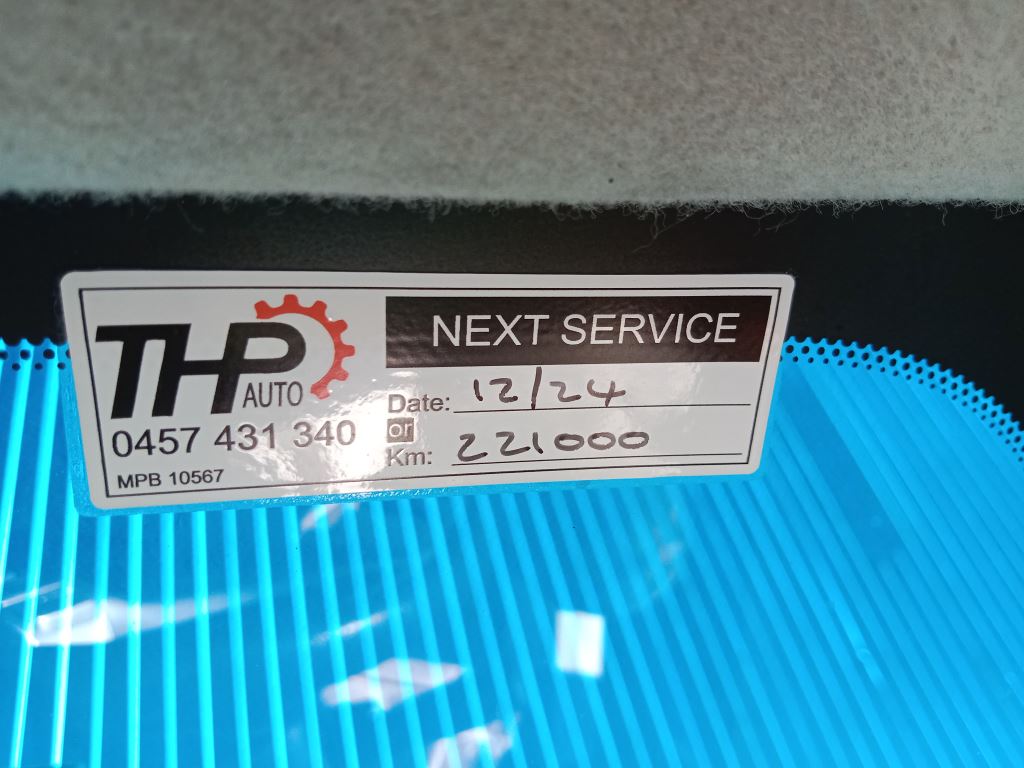 THP
AUTO
0457 431 340
MPB 10567
NEXT SERVICE
Date: 12/24
or
Km: 221000